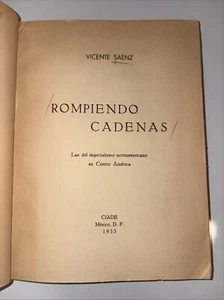 VICENTE SAENZ
ROMPIENDO
CADENAS
Las del imperialismo norteamericano
en Centro América
CIADE
México, D. F.
1933